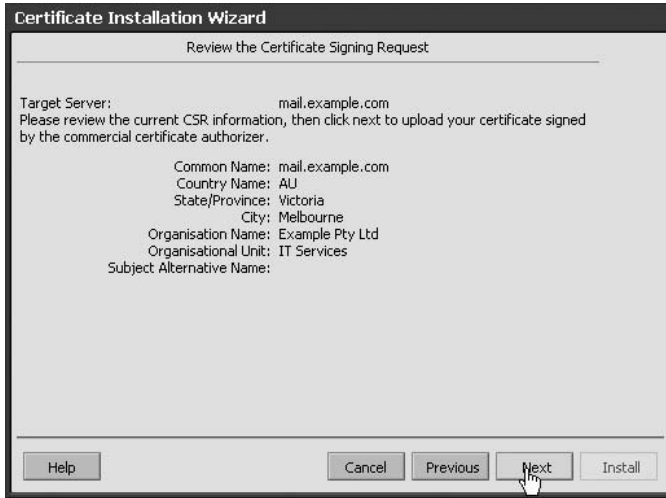 Certificate Installation Wizard
Review the Certificate Signing Request
Target Server: mail.example.com
Please review the current CSR information, then click next to upload your certificate signed
by the commercial certificate authorizer.
Common Name: mail.example.com
Country Name: AU
State/Province: Victoria
City: Melbourne
Organisation Name: Example Pty Ltd
Organisational Unit: IT Services
Subject Alternative Name:
Help Cancel Previous Next Install